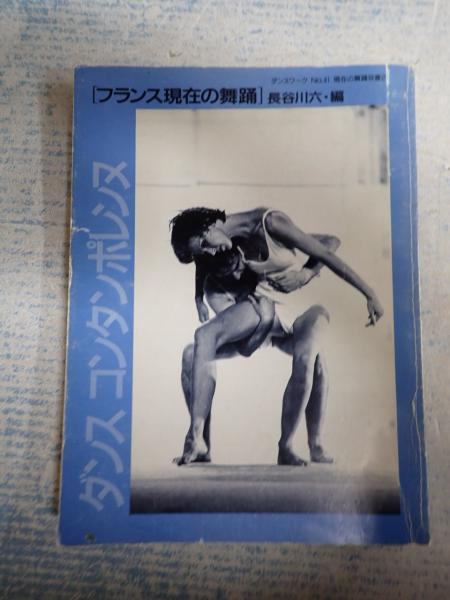 ダンスワーク No.41 現在の舞踊双書
[フランス現在の舞踊] 長谷川六・編
ダンス コンタンポレンヌ